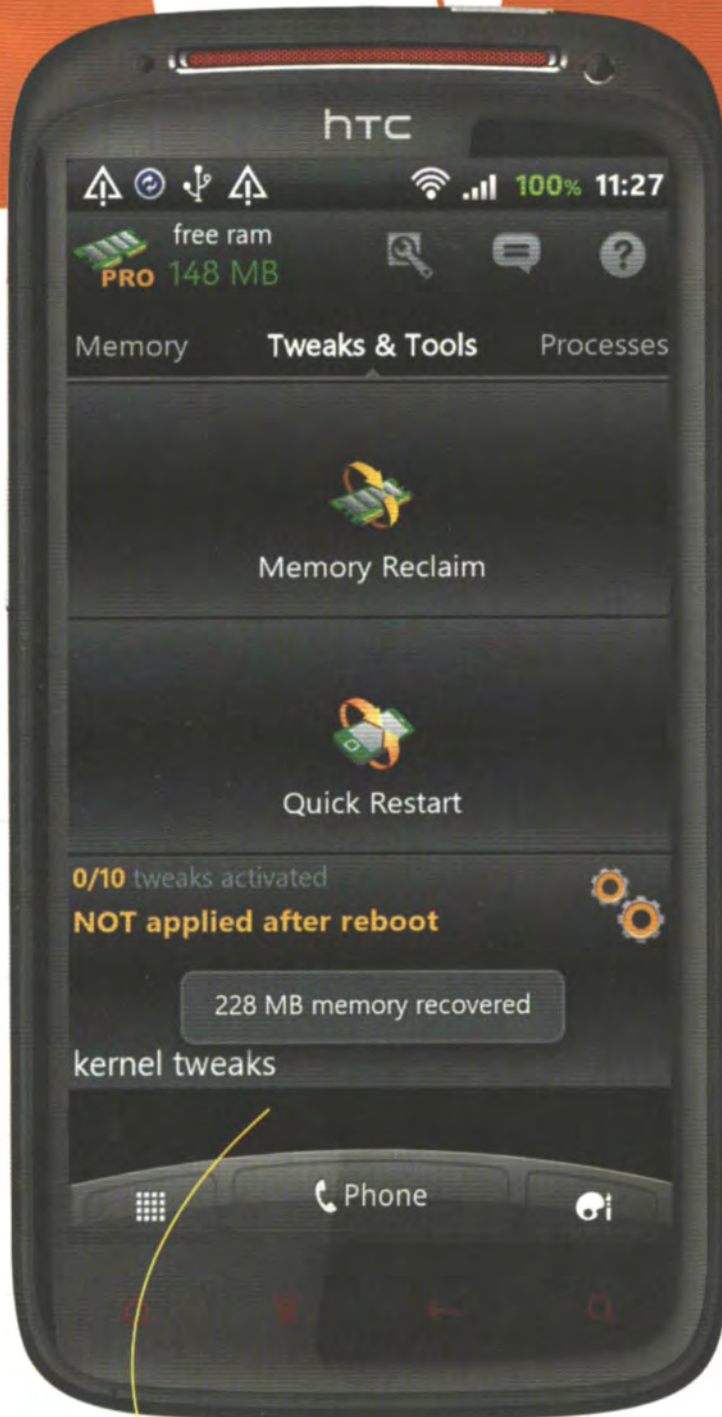 hTC
100% 11:27
free ram
PRO 148 MB
Memory Tweaks & Tools Processes
Memory Reclaim
Quick Restart
0/10 tweaks activated
NOT applied after reboot
228 MB memory recovered
kernel tweaks
Phone